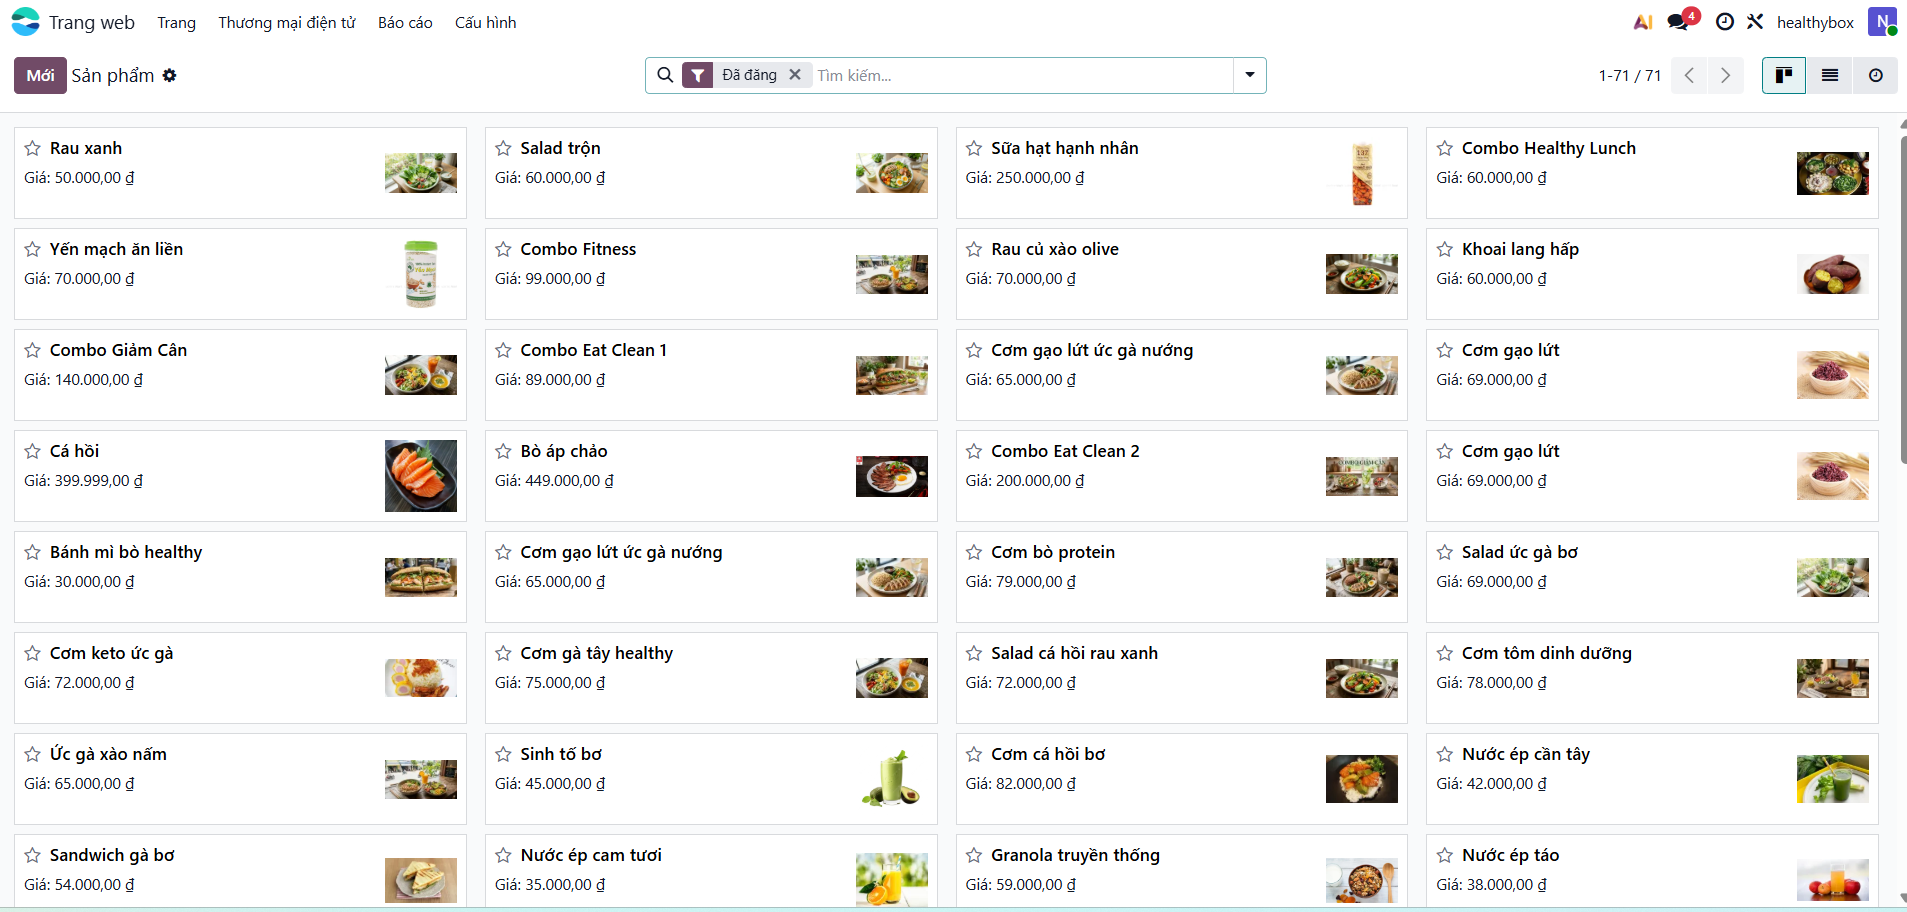 Trang web Trang Thương mại điện tử Báo cáo Cấu hình AI 4 healthybox N
Mới Sản phẩm Đã đăng Tìm kiếm... 1-71 / 71
Rau xanh
Giá: 50.000,00 ₫
Salad trộn
Giá: 60.000,00 ₫
Sữa hạt hạnh nhân
Giá: 250.000,00 ₫
137
Combo Healthy Lunch
Giá: 60.000,00 ₫
Yến mạch ăn liền
Giá: 70.000,00 ₫
Combo Fitness
Giá: 99.000,00 ₫
Rau củ xào olive
Giá: 70.000,00 ₫
Khoai lang hấp
Giá: 60.000,00 ₫
Combo Giảm Cân
Giá: 140.000,00 ₫
Combo Eat Clean 1
Giá: 89.000,00 ₫
Cơm gạo lứt ức gà nướng
Giá: 65.000,00 ₫
Cơm gạo lứt
Giá: 69.000,00 ₫
Cá hồi
Giá: 399.999,00 ₫
Bò áp chảo
Giá: 449.000,00 ₫
Combo Eat Clean 2
Giá: 200.000,00 ₫
Cơm gạo lứt
Giá: 69.000,00 ₫
Bánh mì bò healthy
Giá: 30.000,00 ₫
Cơm gạo lứt ức gà nướng
Giá: 65.000,00 ₫
Cơm bò protein
Giá: 79.000,00 ₫
Salad ức gà bơ
Giá: 69.000,00 ₫
Cơm keto ức gà
Giá: 72.000,00 ₫
Cơm gà tây healthy
Giá: 75.000,00 ₫
Salad cá hồi rau xanh
Giá: 72.000,00 ₫
Cơm tôm dinh dưỡng
Giá: 78.000,00 ₫
Ức gà xào nấm
Giá: 65.000,00 ₫
Sinh tố bơ
Giá: 45.000,00 ₫
Cơm cá hồi bơ
Giá: 82.000,00 ₫
Nước ép cần tây
Giá: 42.000,00 ₫
Sandwich gà bơ
Giá: 54.000,00 ₫
Nước ép cam tươi
Giá: 35.000,00 ₫
Granola truyền thống
Giá: 59.000,00 ₫
Nước ép táo
Giá: 38.000,00 ₫